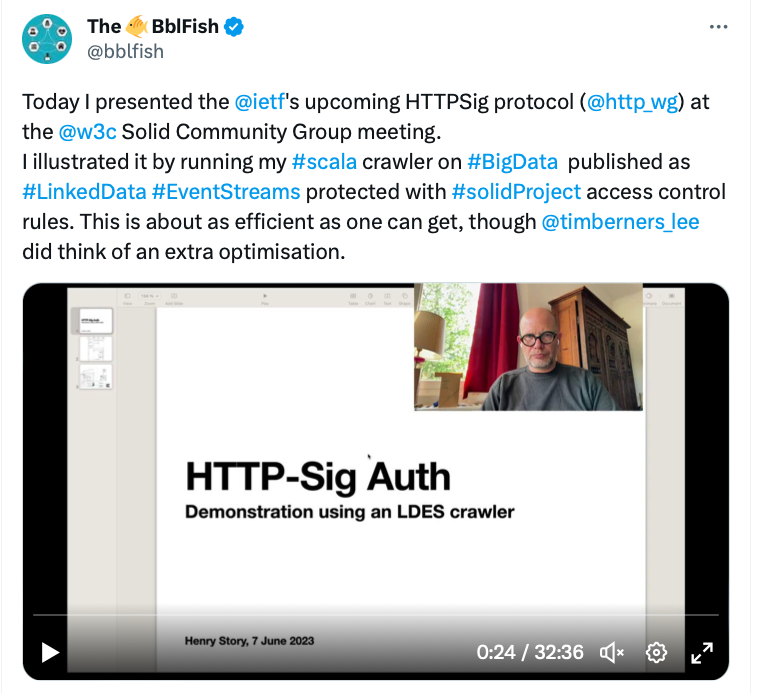 The 🐠 BblFish
@bblfish
Today I presented the @ietf's upcoming HTTPSig protocol (@http_wg) at
the @w3c Solid Community Group meeting.
I illustrated it by running my #scala crawler on #BigData  published as
#LinkedData #EventStreams protected with #solidProject access control
rules. This is about as efficient as one can get, though @timberners_lee
did think of an extra optimisation.
HTTP-Sig Auth
Demonstration using an LDES crawler
Henry Story, 7 June 2023
0:24 / 32:36